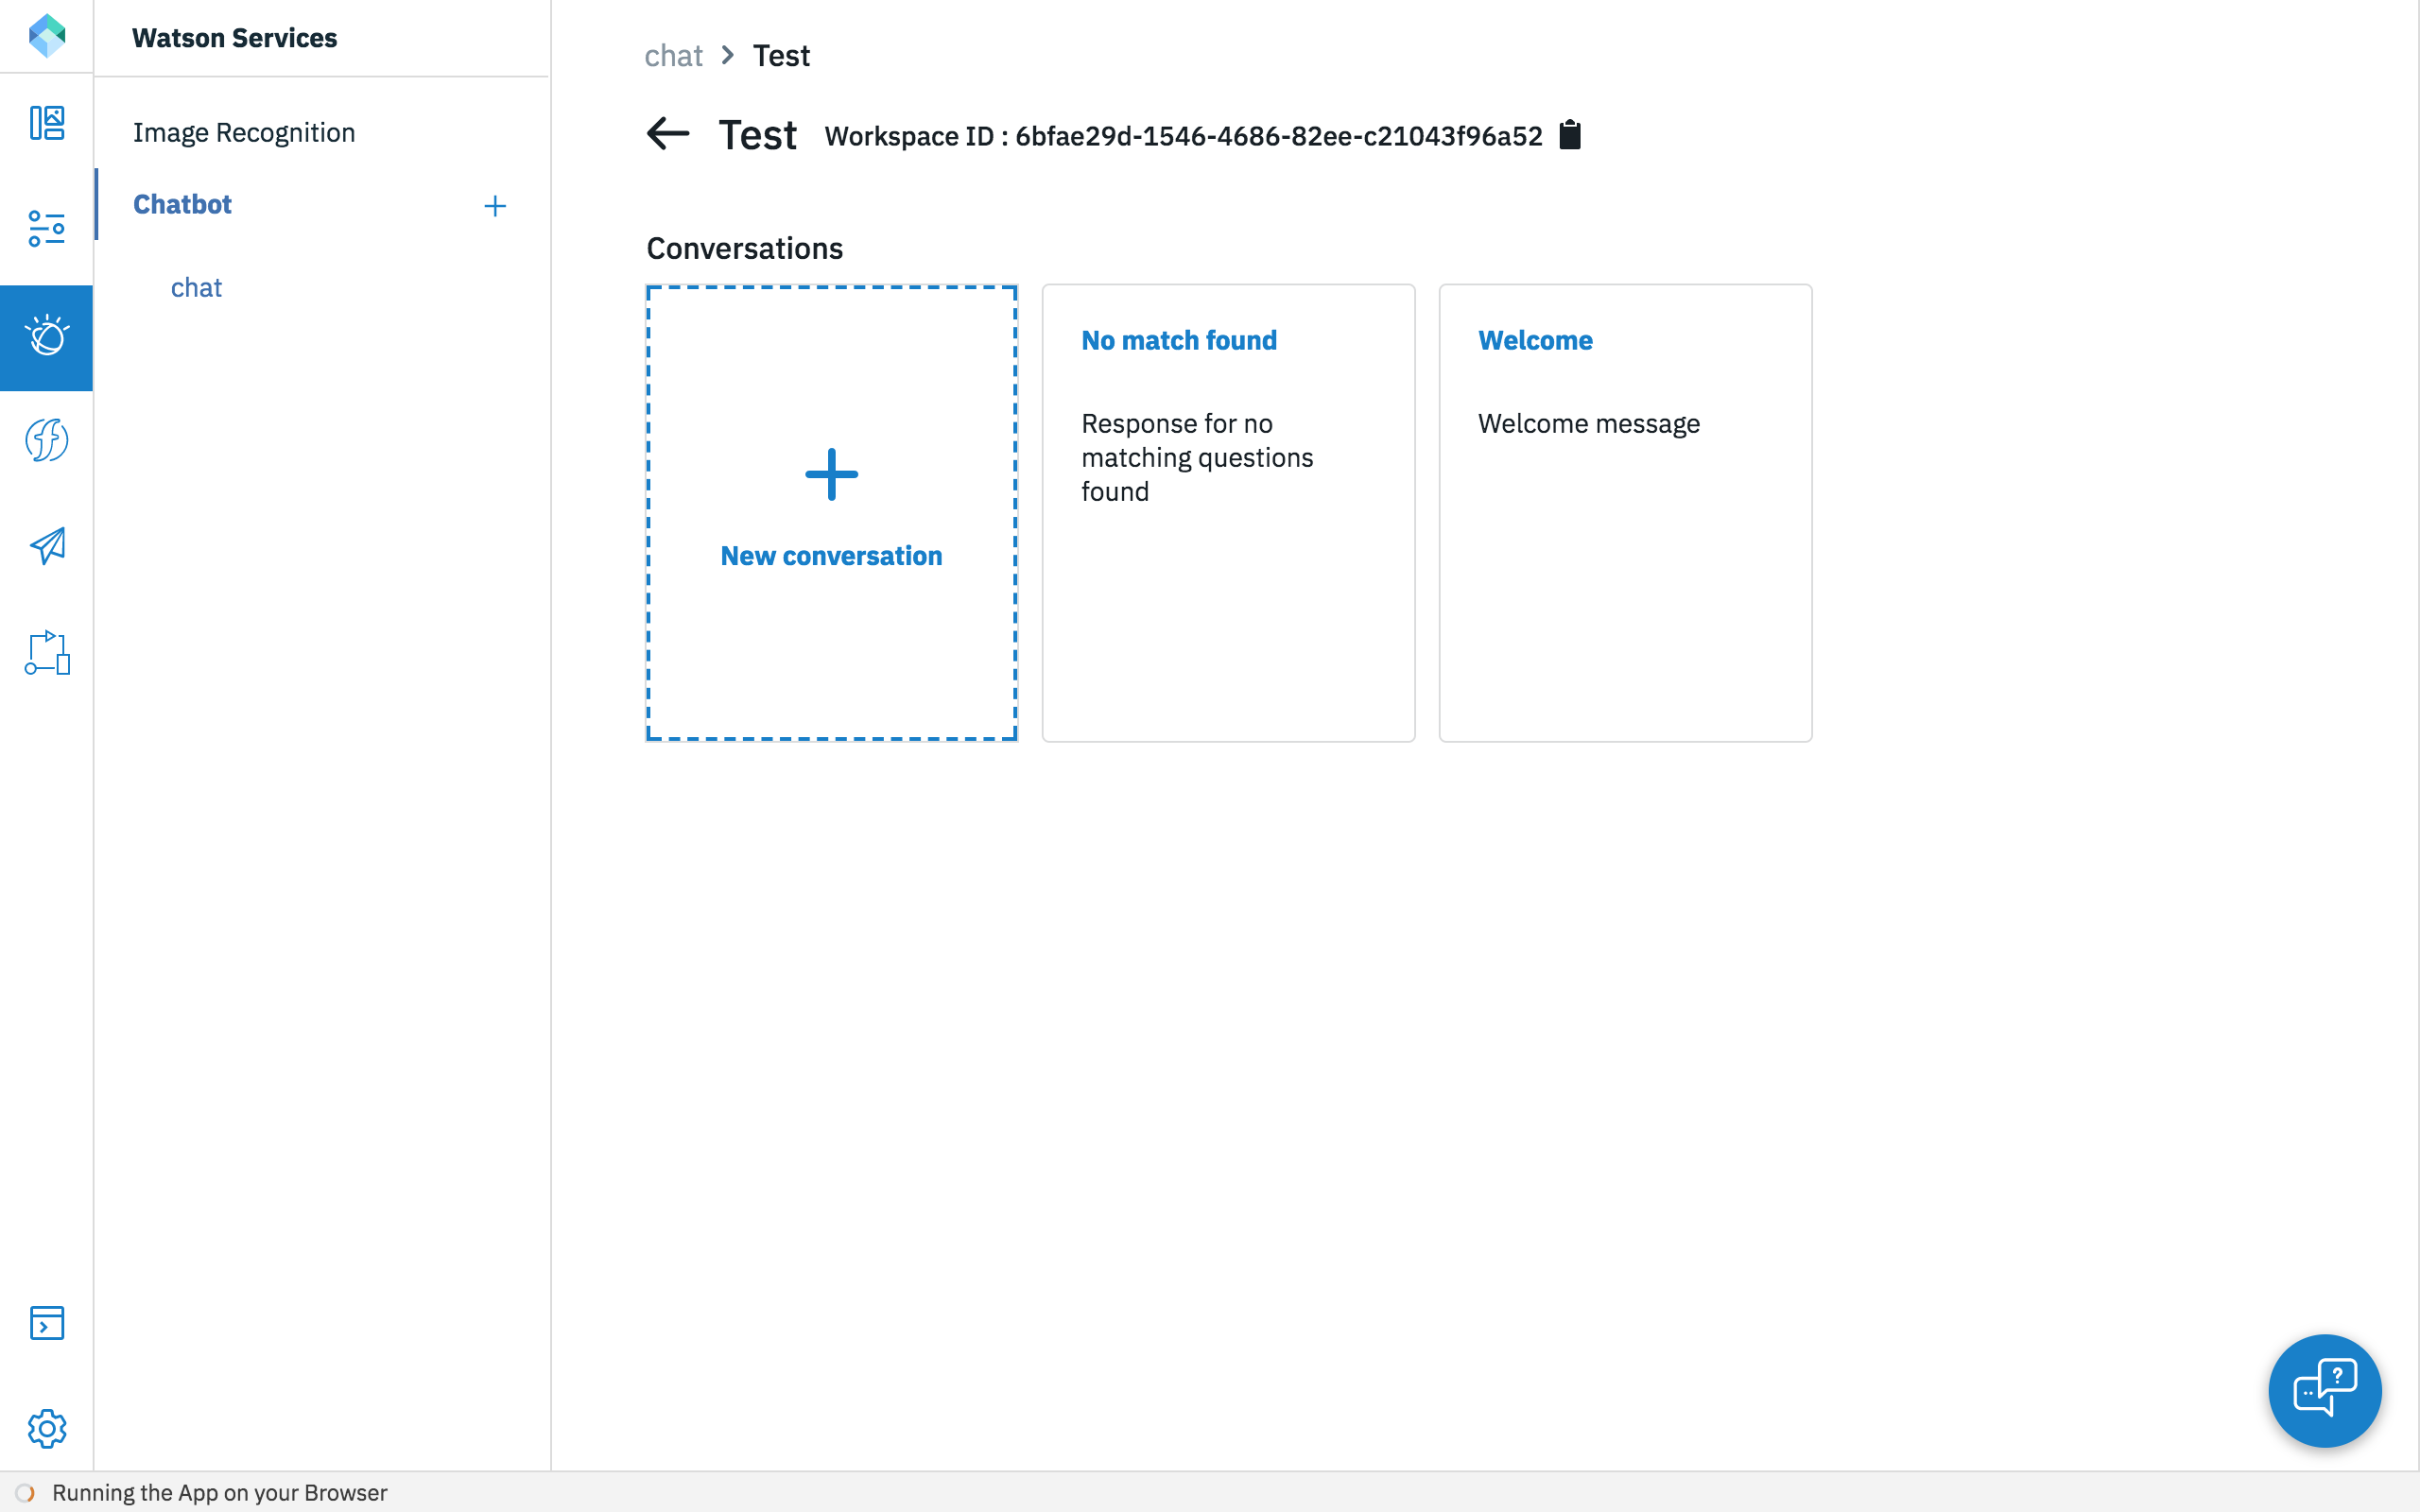 Watson Services
Image Recognition
Chatbot
chat
chat > Test
Test Workspace ID : 6bfae29d-1546-4686-82ee-c21043f96a52
Conversations
New conversation
No match found
Response for no
matching questions
found
Welcome
Welcome message
?
Running the App on your Browser